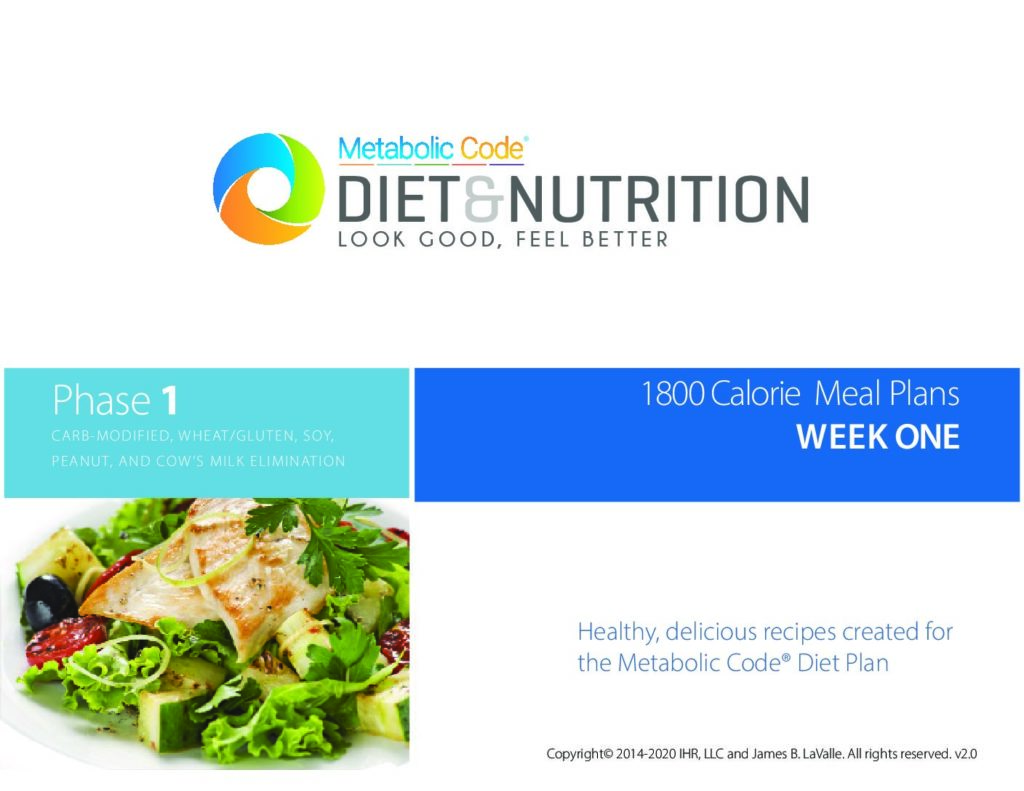 Metabolic Code®
DIET&NUTRITION
LOOK GOOD, FEEL BETTER
Phase 1
CARB-MODIFIED, WHEAT/GLUTEN, SOY,
PEANUT, AND COW'S MILK ELIMINATION
1800 Calorie Meal Plans
WEEK ONE
Healthy, delicious recipes created for
the Metabolic Code® Diet Plan
Copyright© 2014-2020 IHR, LLC and James B. LaValle. All rights reserved. v2.0